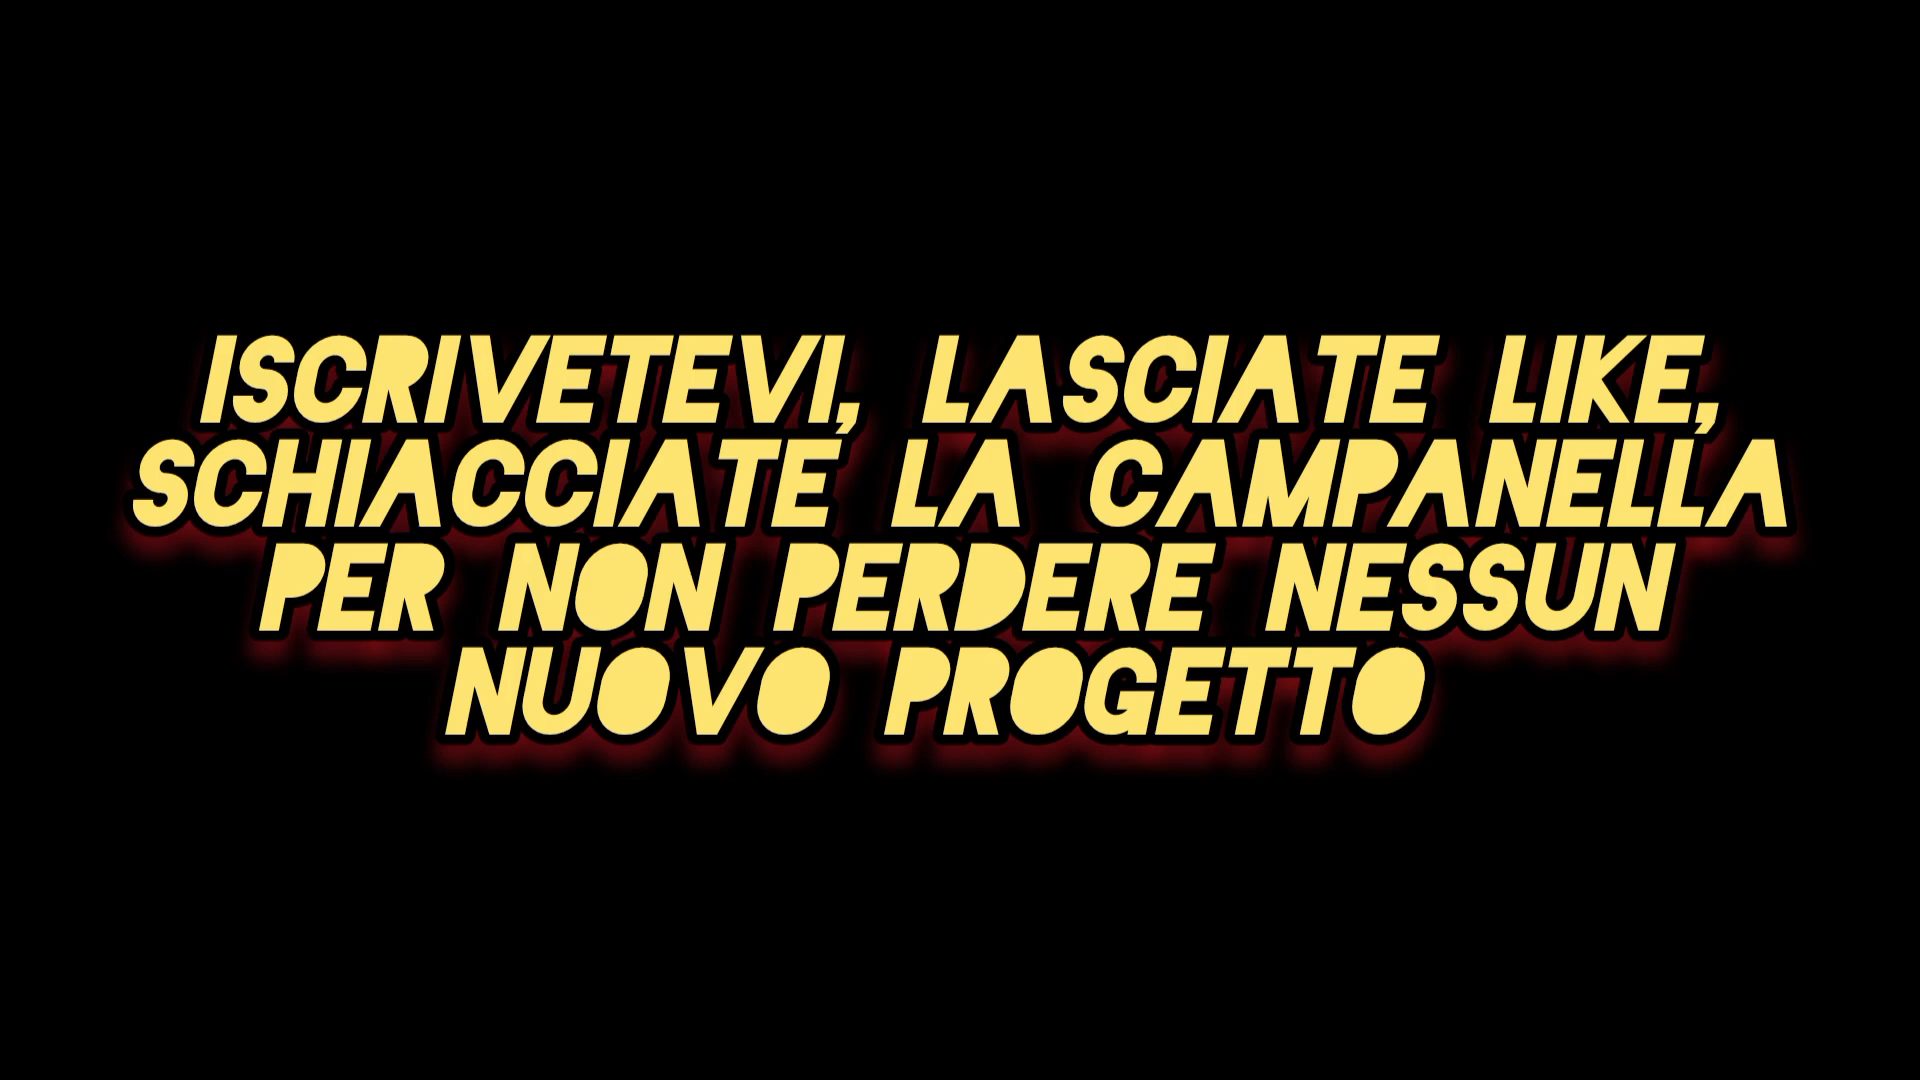 ISCRIVETEVI, LASCIATE LIKE,
SCHIACCIATE LA CAMPANELLA
PER NON PERDERE NESSUN
NUOVO PROGETTO